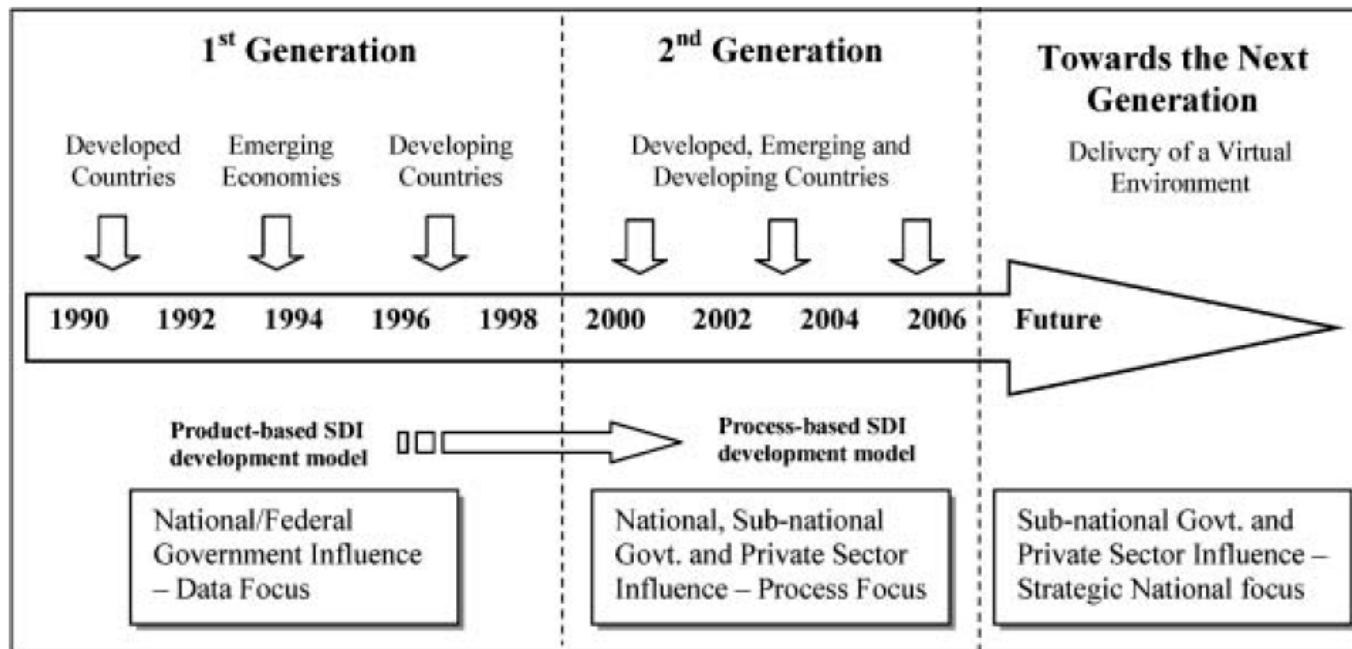 1st Generation
Developed
Countries
Emerging
Economies
Developing
Countries
2nd Generation
Developed, Emerging and
Developing Countries
Towards the Next
Generation
Delivery of a Virtual
Environment
1990 1992 1994 1996 1998 2000 2002 2004 2006 Future
Product-based SDI
development model
Process-based SDI
development model
National/Federal
Government Influence
– Data Focus
National, Sub-national
Govt. and Private Sector
Influence – Process Focus
Sub-national Govt. and
Private Sector Influence –
Strategic National focus